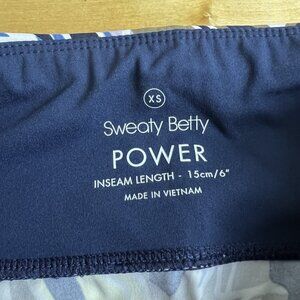 XS
Sweaty Betty
POWER
INSEAM LENGTH - 15cm/6"
MADE IN VIETNAM